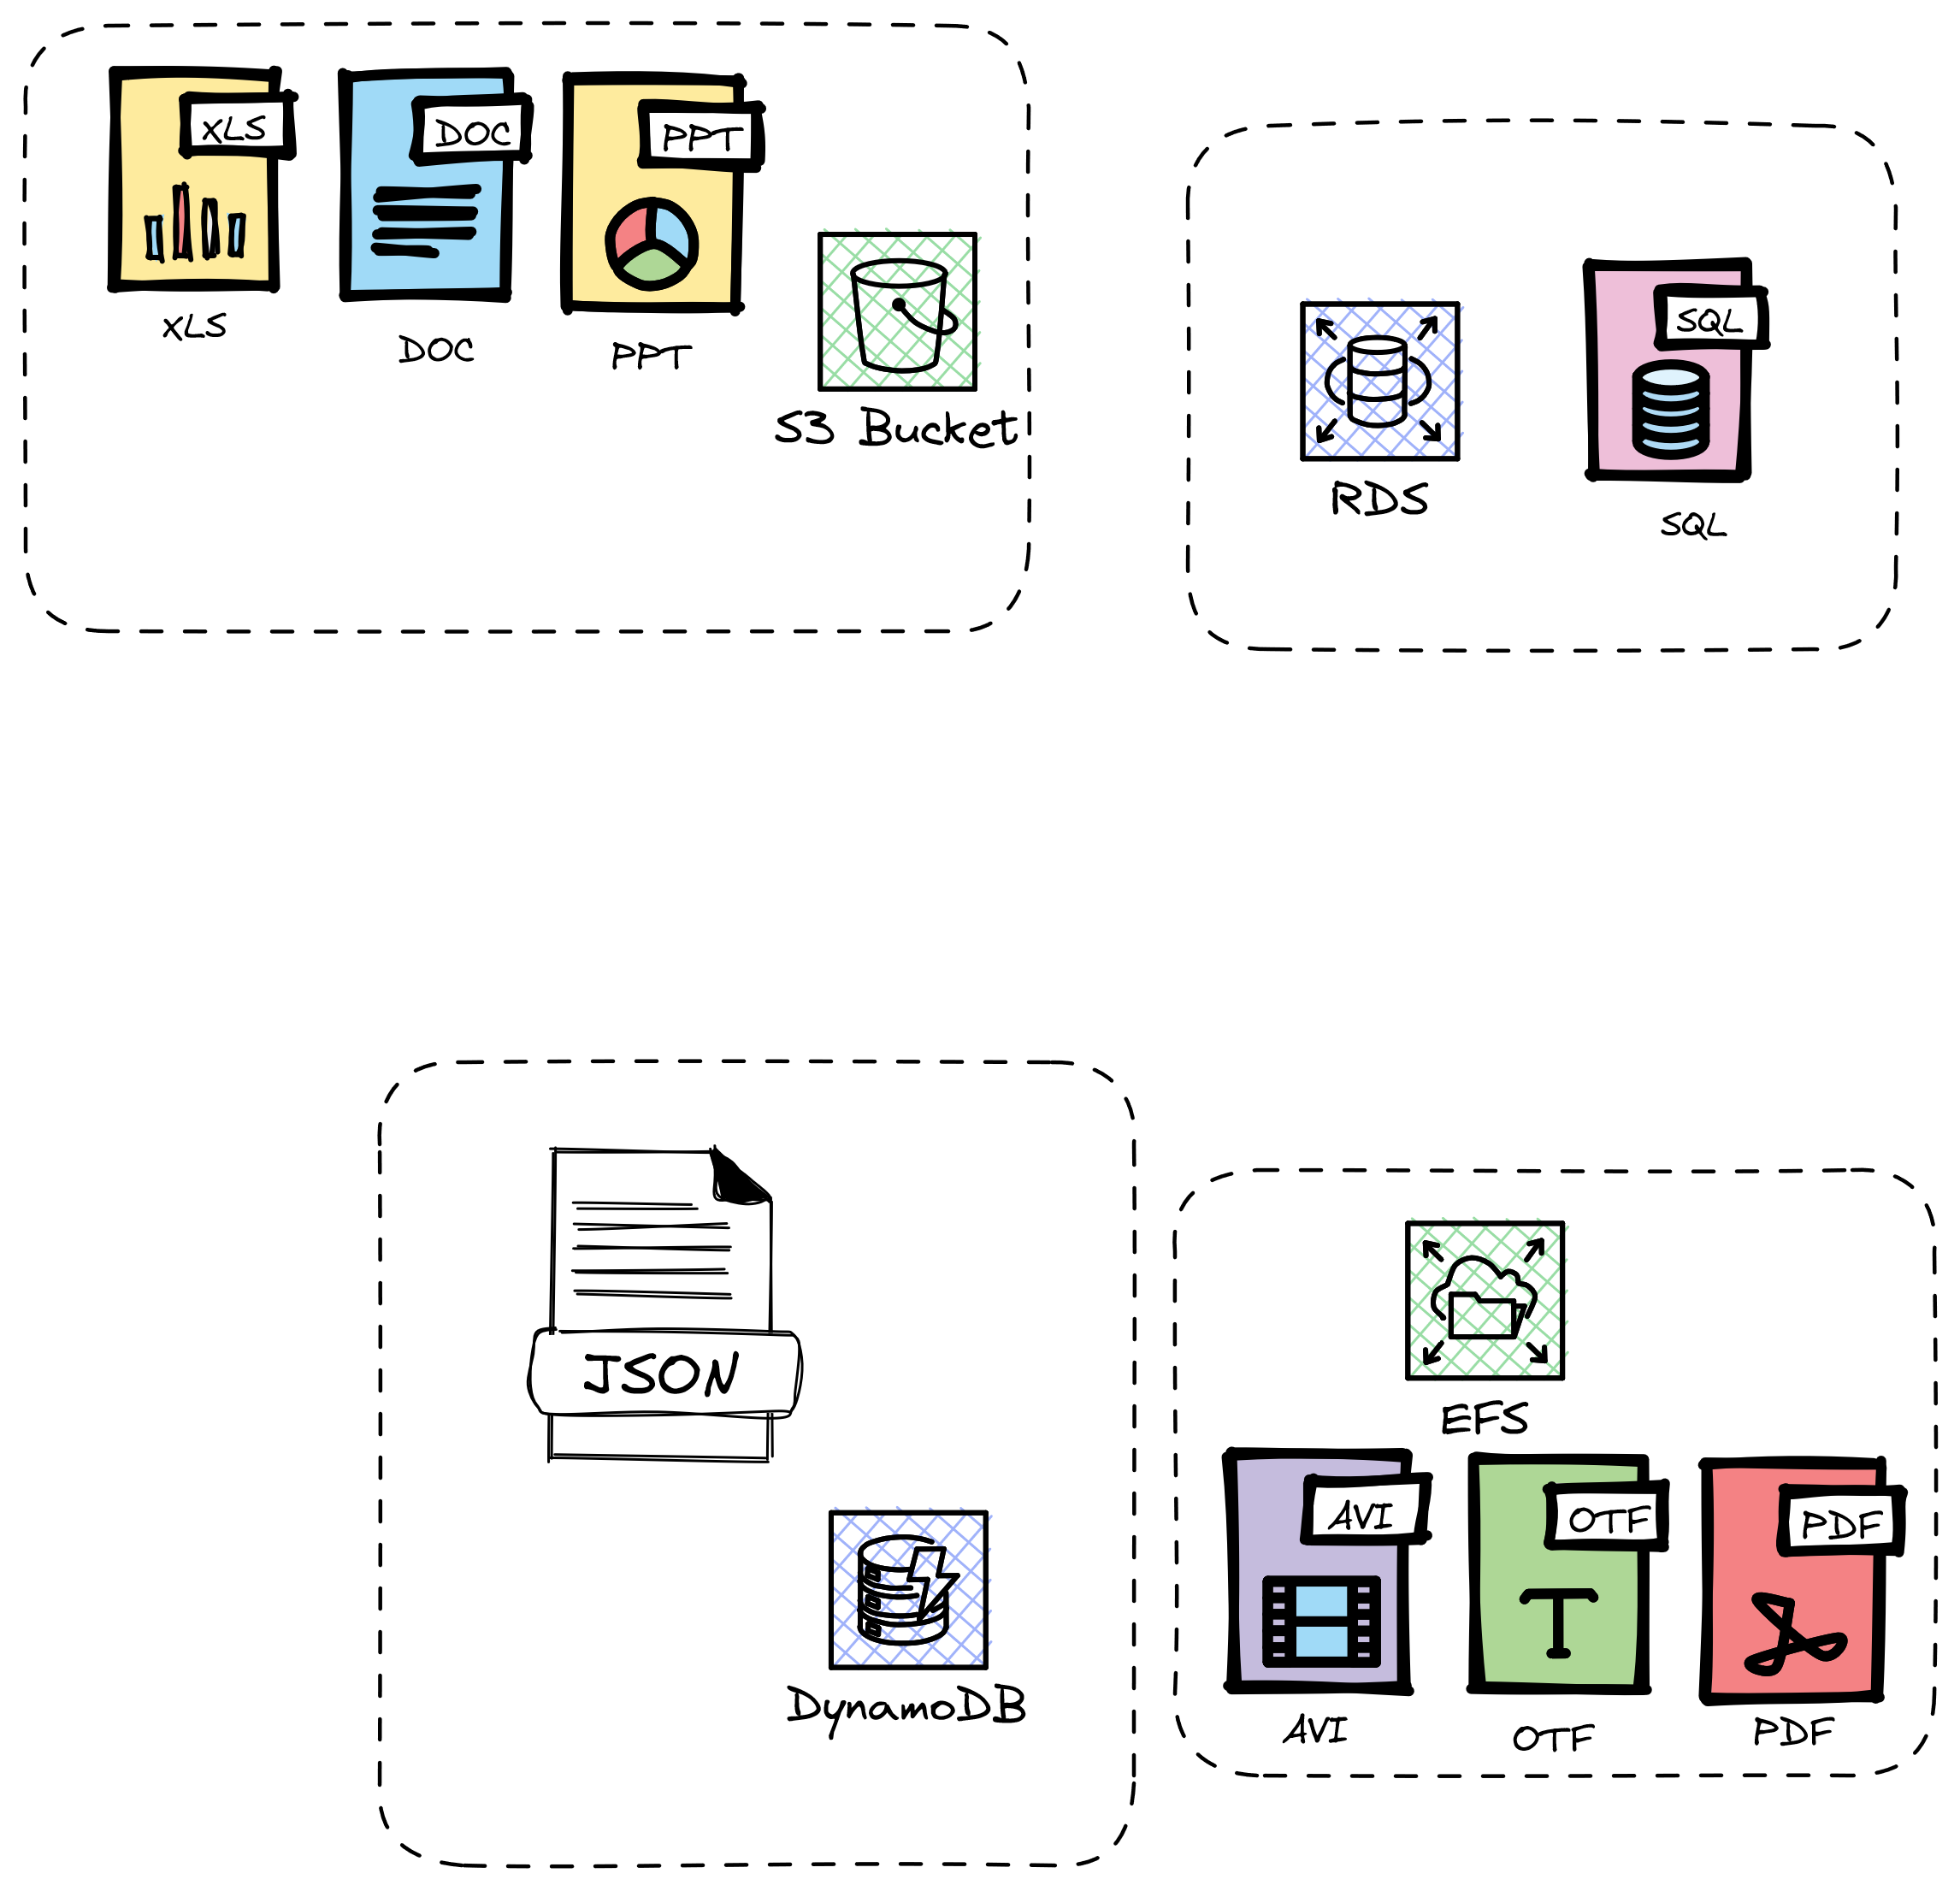 XLS
DOC
PPT
XLS
DOC
PPT
S3 Bucket
SQL
RDS
SQL
JSON
DynamoDB
EFS
AVI
OTF
PDF
AVI
OTF
PDF